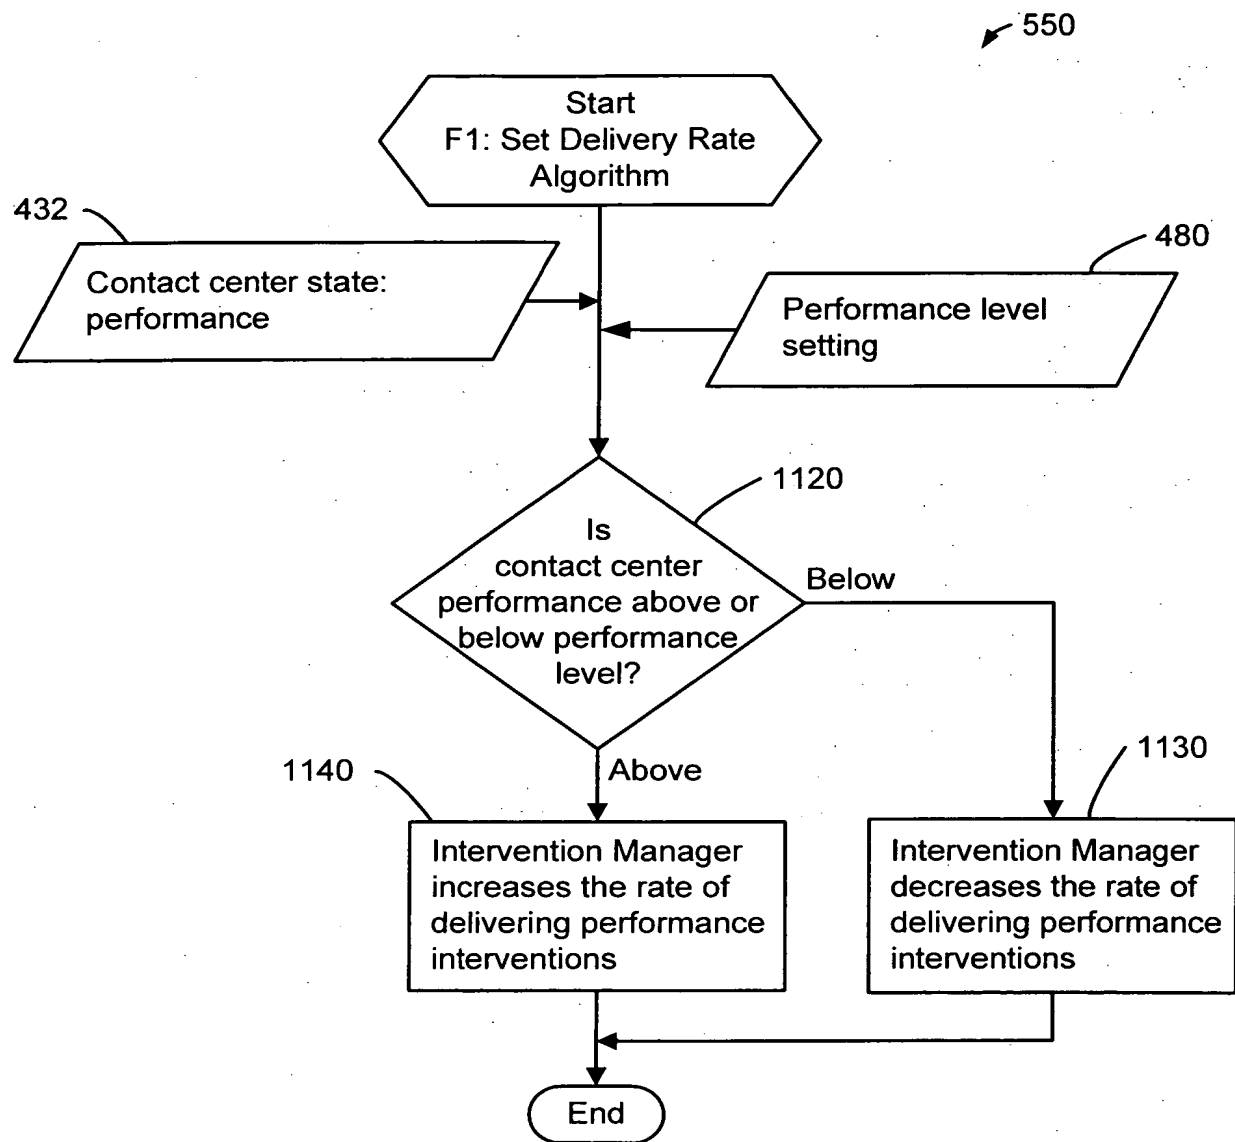 550
Start
F1: Set Delivery Rate
Algorithm
432
Contact center state:
performance
480
Performance level
setting
1120
Is
contact center
performance above or
below performance
level?
Below
Above
1140
Intervention Manager
increases the rate of
delivering performance
interventions
1130
Intervention Manager
decreases the rate of
delivering performance
interventions
End